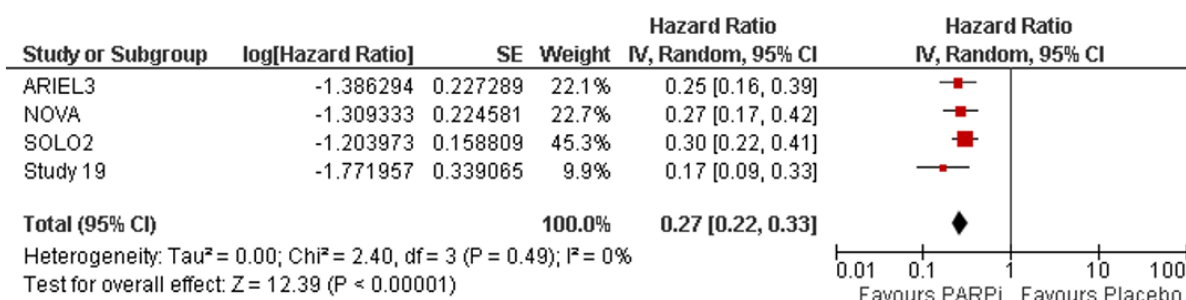 Hazard Ratio Hazard Ratio
Study or Subgroup log[Hazard Ratio] SE Weight IV, Random, 95% CI IV, Random, 95% CI
ARIEL3 -1.386294 0.227289 22.1% 0.25 [0.16, 0.39]
NOVA -1.309333 0.224581 22.7% 0.27 [0.17, 0.42]
SOLO2 -1.203973 0.158809 45.3% 0.30 [0.22, 0.41]
Study 19 -1.771957 0.339065 9.9% 0.17 [0.09, 0.33]
Total (95% CI) 100.0% 0.27 [0.22, 0.33]
Heterogeneity: Tau² = 0.00; Chi² = 2.40, df = 3 (P = 0.49); I² = 0%
Test for overall effect: Z = 12.39 (P < 0.00001)
0.01 0.1 1 10 100
Favours PARPi Favours Placebo